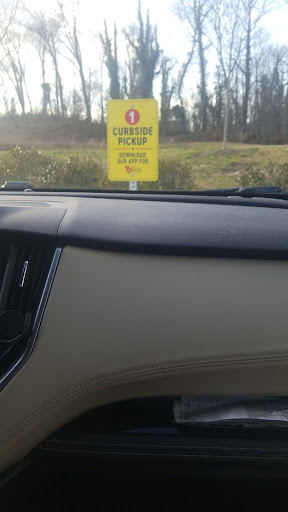 1
CURBSIDE
PICKUP
DOWNLOAD
OUR APP FOR